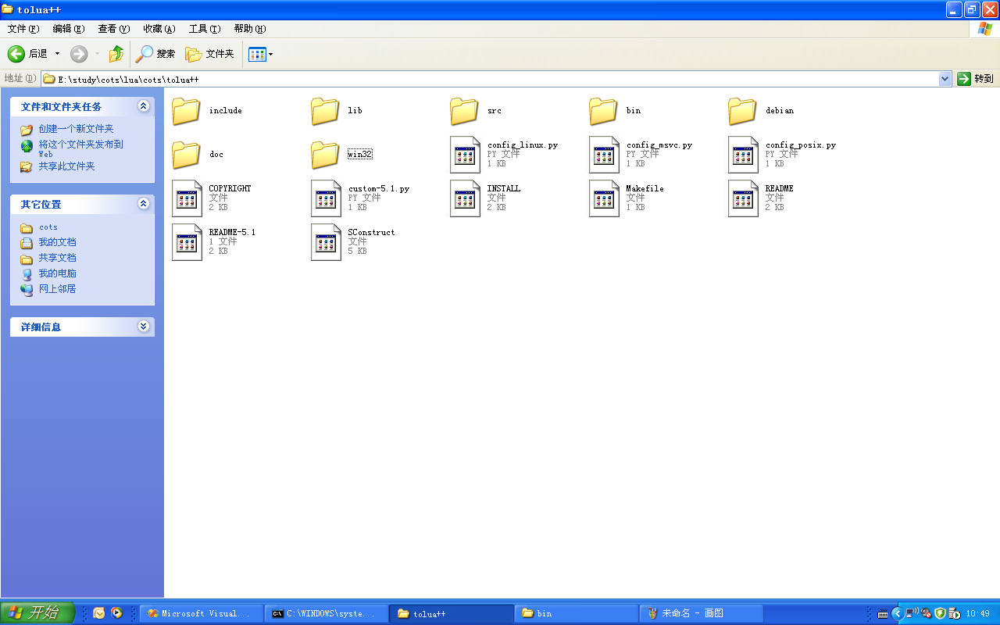 tolua++
文件(F) 编辑(E) 查看(V) 收藏(A) 工具(T) 帮助(H)
后退 搜索 文件夹
地址(D) E:\study\cots\lua\cots\tolua++ 转到
文件和文件夹任务
创建一个新文件夹
将这个文件夹发布到
Web
共享此文件夹
其它位置
cots
我的文档
共享文档
我的电脑
网上邻居
详细信息
include
lib
src
bin
debian
doc
win32
config_linux.py
PY 文件
1 KB
config_msvc.py
PY 文件
1 KB
config_posix.py
PY 文件
1 KB
COPYRIGHT
文件
2 KB
custom-5.1.py
PY 文件
1 KB
INSTALL
文件
2 KB
Makefile
文件
1 KB
README
文件
2 KB
README-5.1
1 文件
2 KB
SConstruct
文件
5 KB
开始 Microsoft Visual... C:\WINDOWS\syste... tolua++ bin 未命名 - 画图 10:49